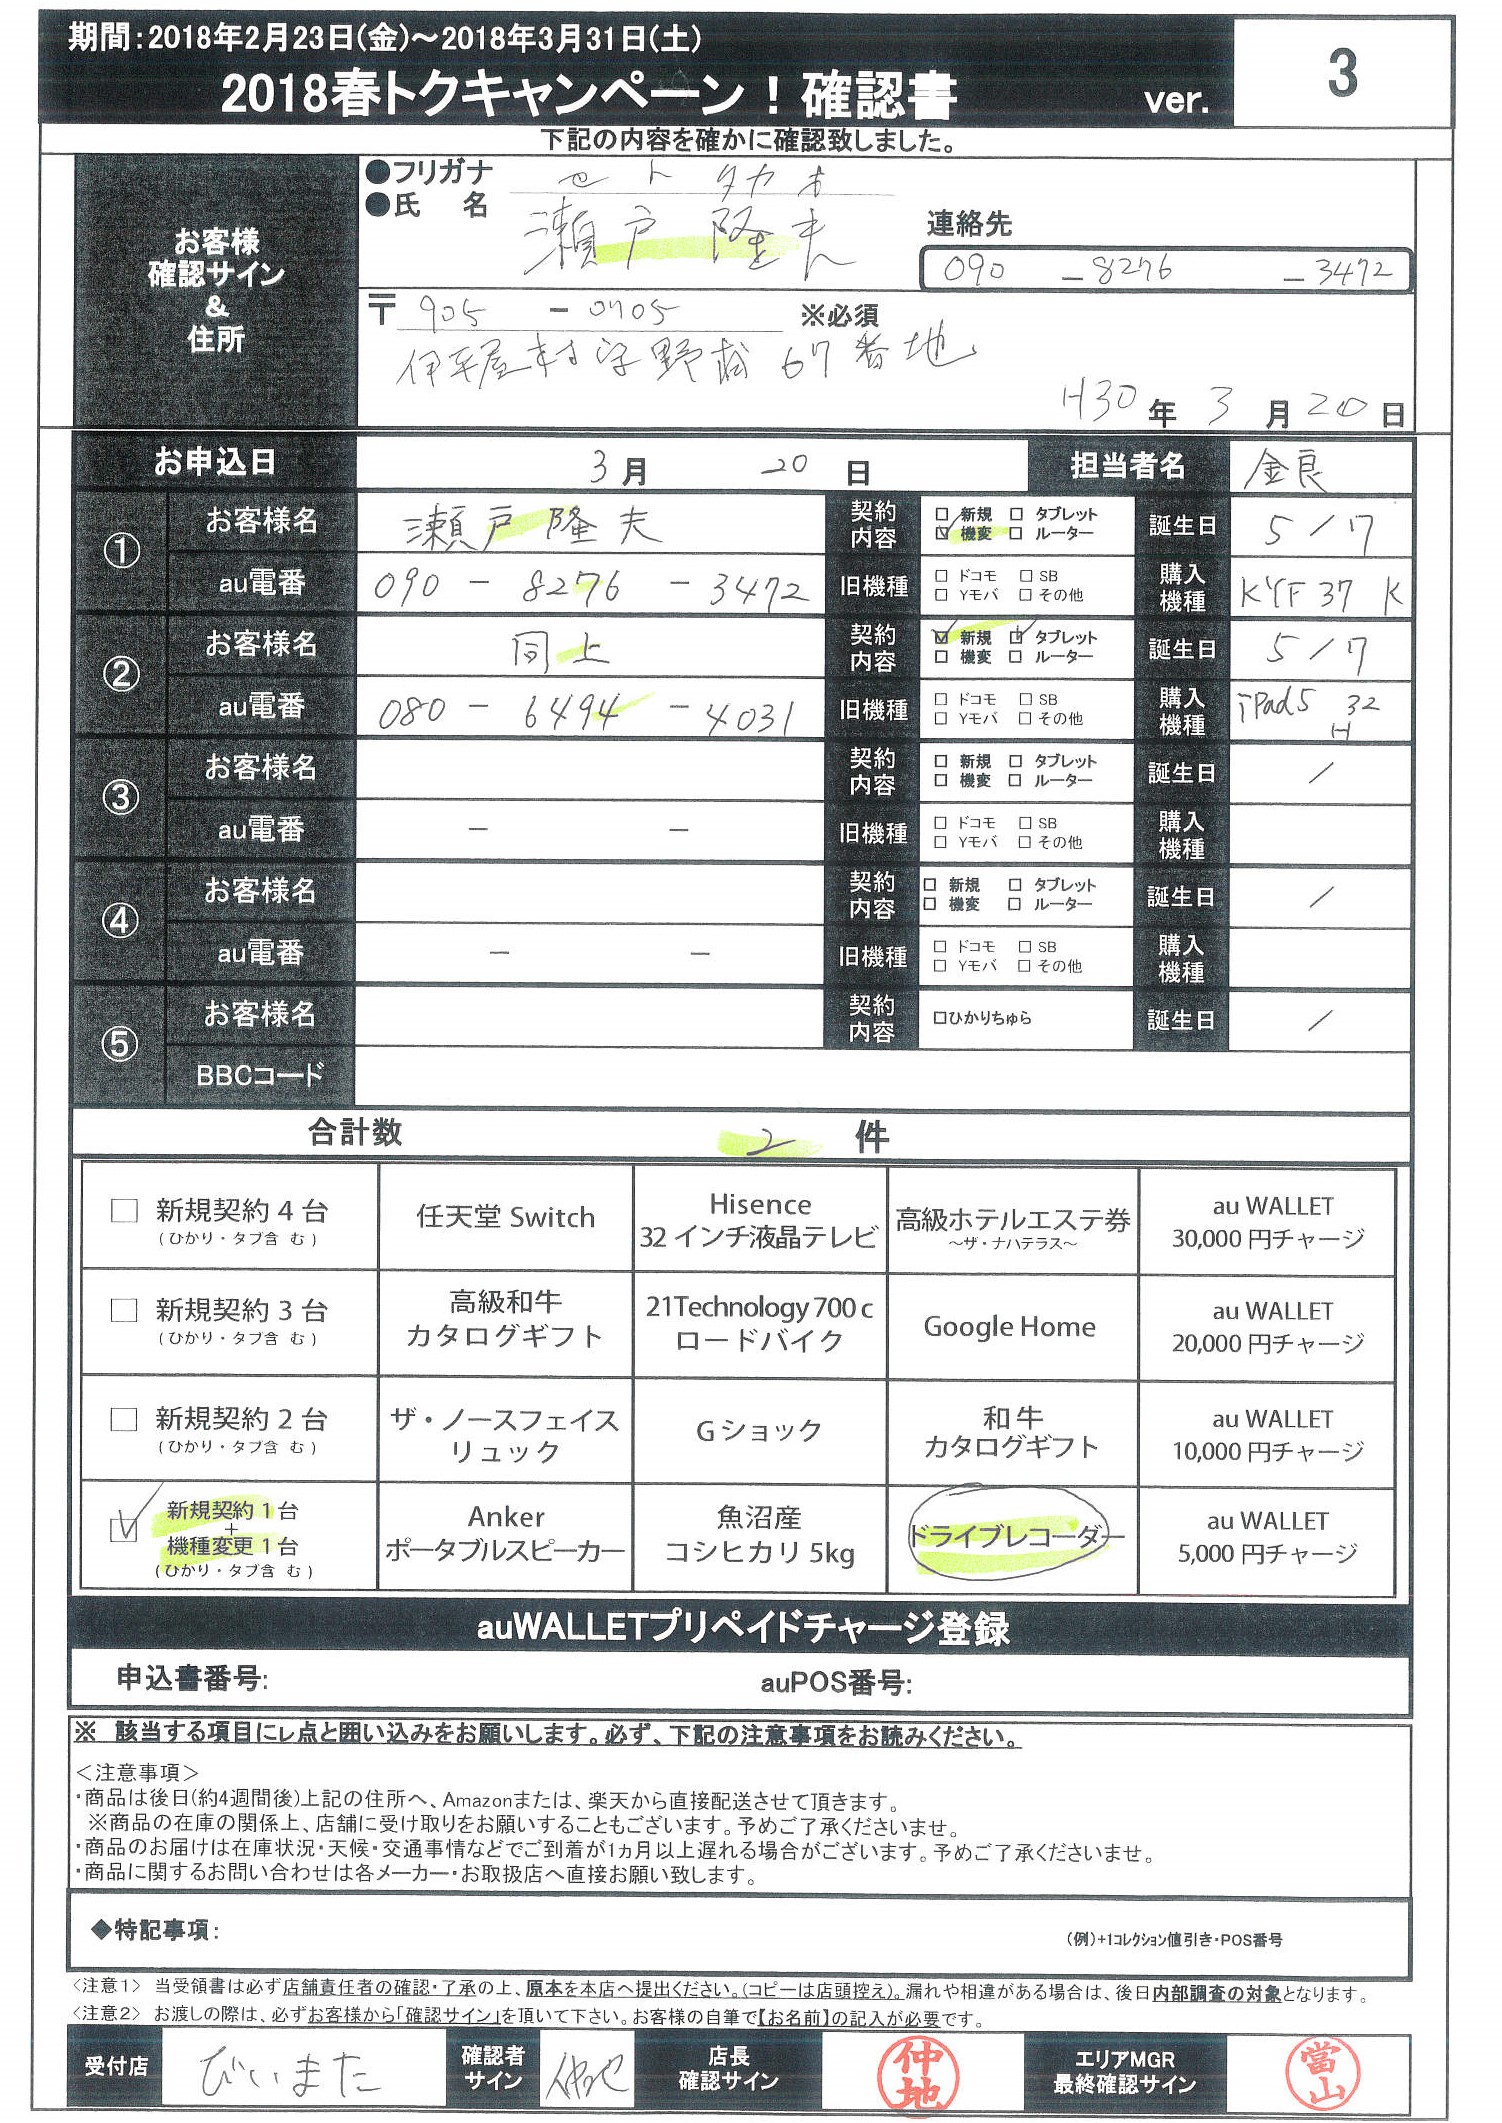 期間:2018年2月23日(金)～2018年3月31日(土)
2018春トクキャンペーン!確認書 ver. 3
下記の内容を確かに確認致しました。
お客様
確認サイン
&
住所
●フリガナ セト タカオ
●氏 名 瀬戸 隆夫
連絡先
090 - 8276 - 3472
〒 905 - 0705 ※必須
伊平屋村字野甫 67番地
H30 年 3 月 20 日
お申込日 3月 20 日 担当者名 金良
① お客様名 瀬戸 隆夫 契約内容 □ 新規 □ タブレット ☑ 機変 □ ルーター 誕生日 5/7
au電番 090 - 8276 - 3472 旧機種 □ ドコモ □ SB □ Yモバ □ その他 購入機種 KYF37 K
② お客様名 同上 契約内容 ☑ 新規 ☑ タブレット □ 機変 □ ルーター 誕生日 5/7
au電番 080 - 6494 - 4031 旧機種 □ ドコモ □ SB □ Yモバ □ その他 購入機種 iPad5 32 H
③ お客様名 契約内容 □ 新規 □ タブレット □ 機変 □ ルーター 誕生日 /
au電番 - - 旧機種 □ ドコモ □ SB □ Yモバ □ その他 購入機種
④ お客様名 契約内容 □ 新規 □ タブレット □ 機変 □ ルーター 誕生日 /
au電番 - - 旧機種 □ ドコモ □ SB □ Yモバ □ その他 購入機種
⑤ お客様名 契約内容 □ひかりちゅら 誕生日 /
BBCコード
合計数 2 件
□ 新規契約4台 (ひかり・タブ含 む) 任天堂 Switch Hisence 32インチ液晶テレビ 高級ホテルエステ券 ～ザ・ナハテラス～ au WALLET 30,000円チャージ
□ 新規契約3台 (ひかり・タブ含 む) 高級和牛 カタログギフト 21Technology 700 c ロードバイク Google Home au WALLET 20,000円チャージ
□ 新規契約2台 (ひかり・タブ含 む) ザ・ノースフェイス リュック Gショック 和牛 カタログギフト au WALLET 10,000円チャージ
☑ 新規契約1台 + 機種変更1台 (ひかり・タブ含 む) Anker ポータブルスピーカー 魚沼産 コシヒカリ5kg ドライブレコーダー au WALLET 5,000円チャージ
auWALLETプリペイドチャージ登録
申込書番号: auPOS番号:
※ 該当する項目にレ点と囲い込みをお願いします。必ず、下記の注意事項をお読みください。
＜注意事項＞
・商品は後日(約4週間後)上記の住所へ、Amazonまたは、楽天から直接配送させて頂きます。
※商品の在庫の関係上、店舗に受け取りをお願いすることもございます。予めご了承くださいませ。
・商品のお届けは在庫状況・天候・交通事情などでご到着が1ヵ月以上遅れる場合がございます。予めご了承くださいませ。
・商品に関するお問い合わせは各メーカー・お取扱店へ直接お願い致します。
◆特記事項: (例)+1コレクション値引き・POS番号
＜注意1＞ 当受領書は必ず店舗責任者の確認・了承の上、原本を本店へ提出ください。(コピーは店頭控え)。漏れや相違がある場合は、後日内部調査の対象となります。
＜注意2＞ お渡しの際は、必ずお客様から「確認サイン」を頂いて下さい。お客様の自筆で【お名前】の記入が必要です。
受付店 びぃまた 確認者サイン 仲地 店長確認サイン 仲地 エリアMGR最終確認サイン 當山